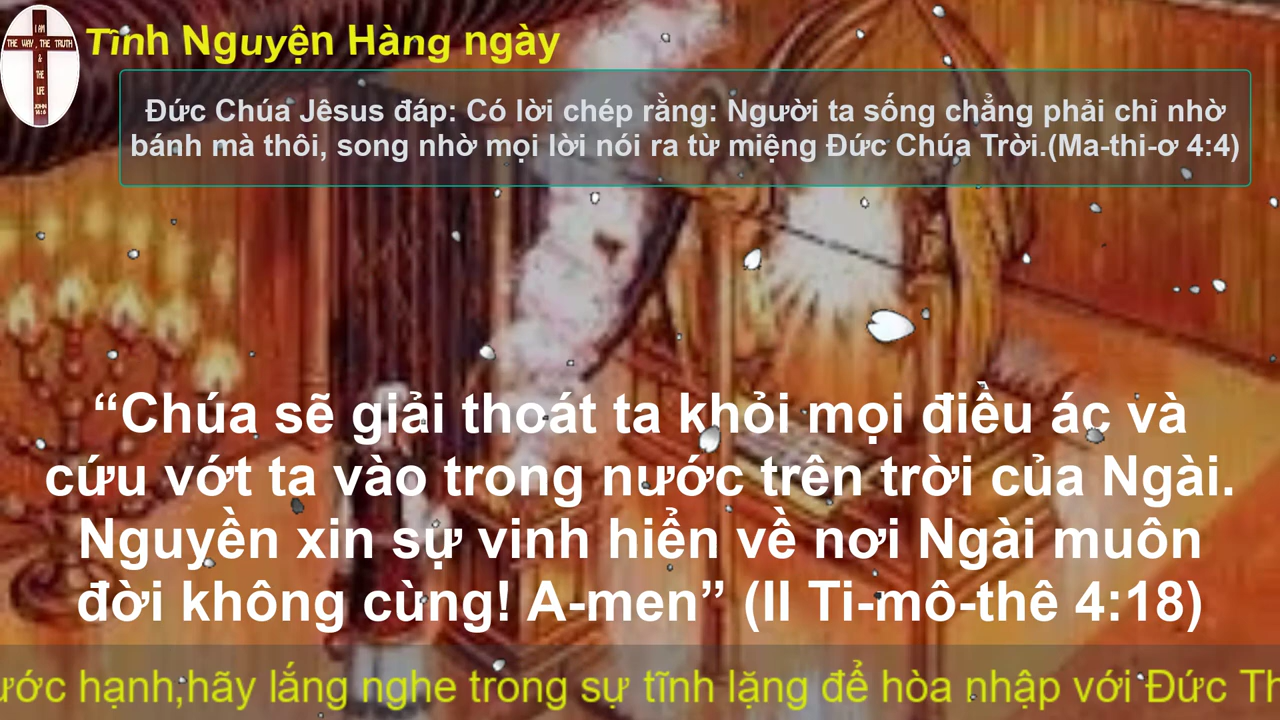 I AM
THE WAY, THE TRUTH
&
THE
LIFE
JOHN
14:6
Tĩnh Nguyện Hàng ngày
Đức Chúa Jêsus đáp: Có lời chép rằng: Người ta sống chẳng phải chỉ nhờ
bánh mà thôi, song nhờ mọi lời nói ra từ miệng Đức Chúa Trời.(Ma-thi-ơ 4:4)
“Chúa sẽ giải thoát ta khỏi mọi điều ác và
cứu vớt ta vào trong nước trên trời của Ngài.
Nguyền xin sự vinh hiển về nơi Ngài muôn
đời không cùng! A-men” (II Ti-mô-thê 4:18)
ước hạnh;hãy lắng nghe trong sự tĩnh lặng để hòa nhập với Đức Th